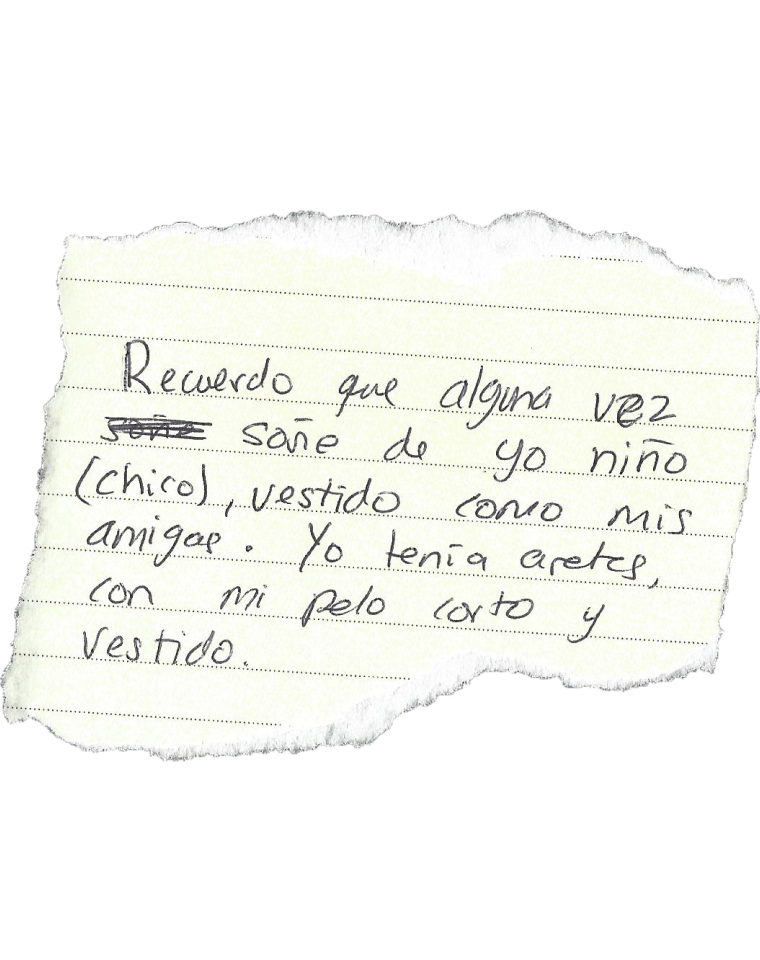 Recuerdo que alguna vez
soñe soñe de yo niño
(chico), vestido como mis
amigas. Yo tenía aretes,
con mi pelo corto y
vestido.